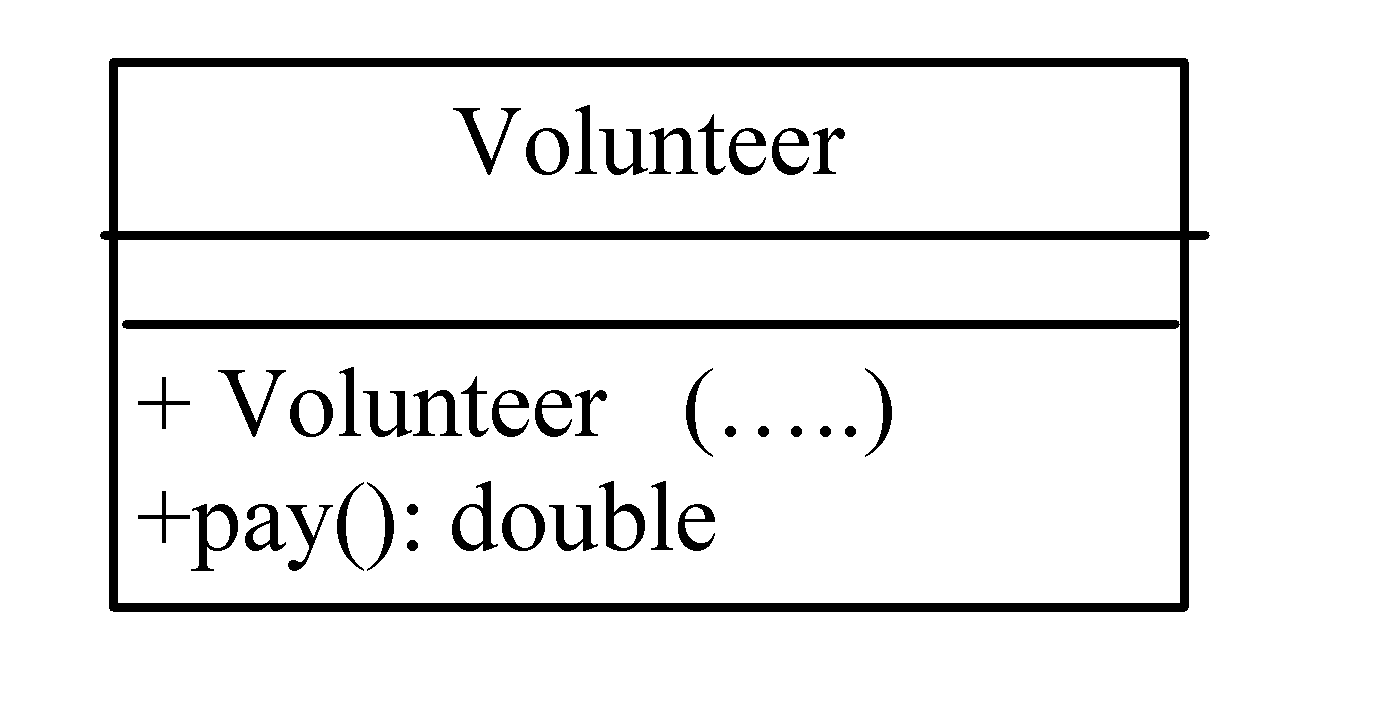 Volunteer
+ Volunteer (…..)
+pay(): double